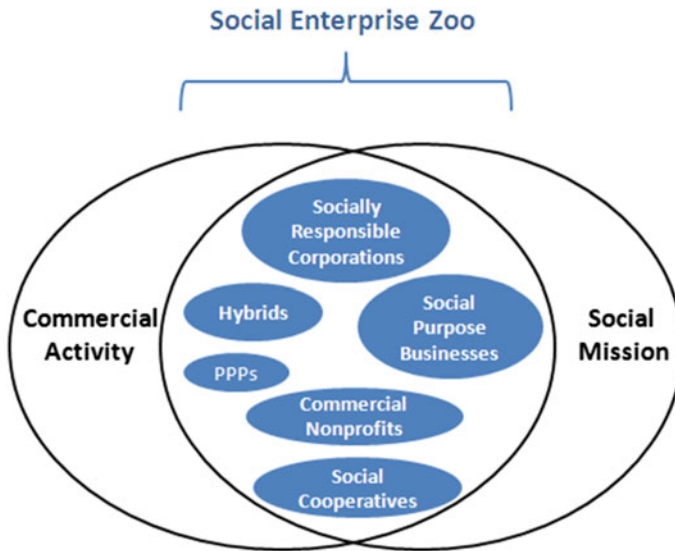 Social Enterprise Zoo
Socially
Responsible
Corporations
Commercial
Activity
Hybrids
Social
Purpose
Businesses
Social
Mission
PPPs
Commercial
Nonprofits
Social
Cooperatives